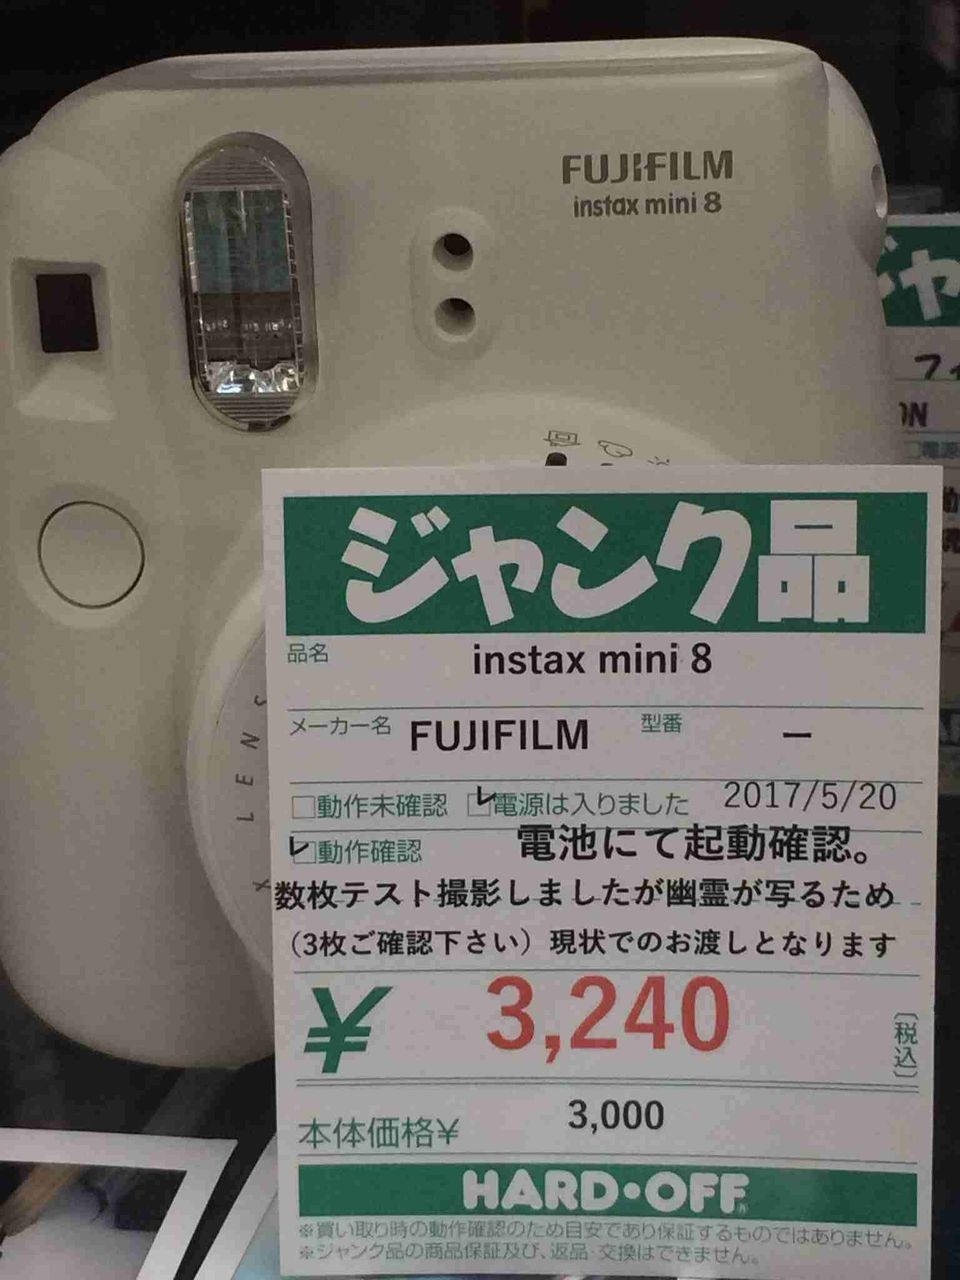 FUJIFILM
instax mini 8
ジャ
フィ
ON
電源
LENS
ジャンク品
品名 instax mini 8
メーカー名 FUJIFILM 型番 ー
動作未確認 電源は入りました 2017/5/20
動作確認 電池にて起動確認。
数枚テスト撮影しましたが幽霊が写るため
（3枚ご確認下さい）現状でのお渡しとなります
¥ 3,240 〔税込〕
本体価格¥ 3,000
HARD・OFF
※買い取り時の動作確認のため目安であり保証するものではありません。
※ジャンク品の商品保証及び、返品・交換はできません。